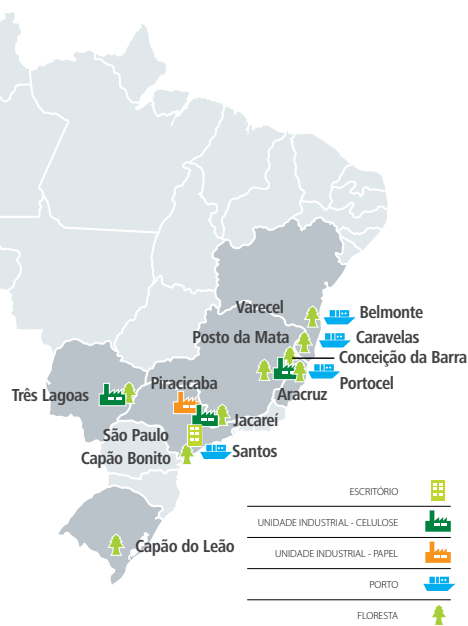 Varecel
Belmonte
Posto da Mata
Caravelas
Conceição da Barra
Portocel
Aracruz
Três Lagoas
Piracicaba
Jacareí
São Paulo
Capão Bonito
Santos
Capão do Leão
ESCRITÓRIO
UNIDADE INDUSTRIAL - CELULOSE
UNIDADE INDUSTRIAL - PAPEL
PORTO
FLORESTA